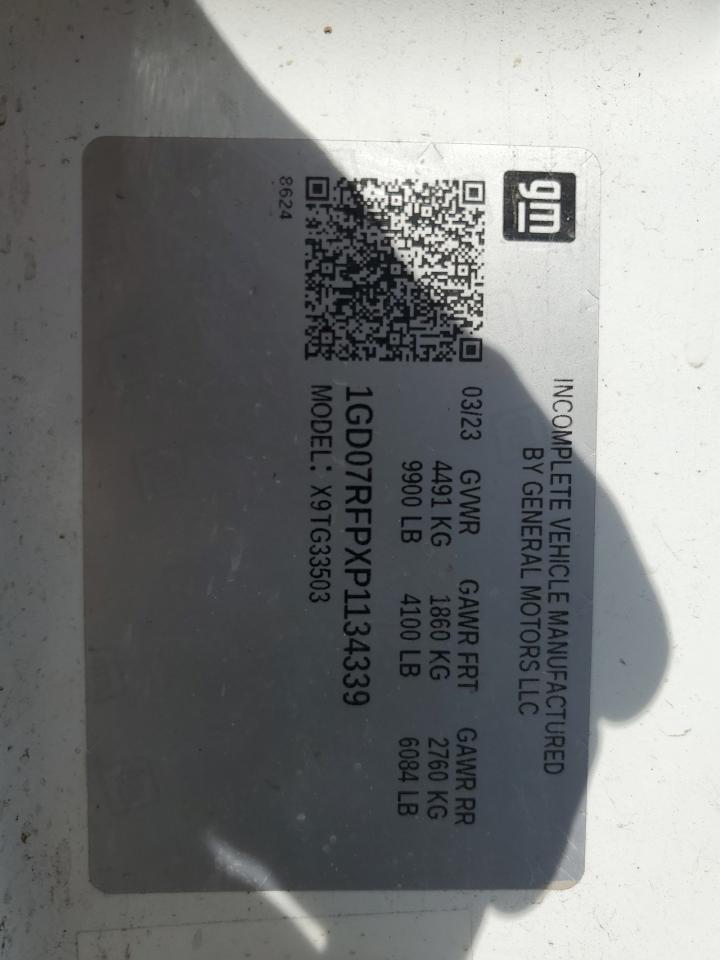 gm
INCOMPLETE VEHICLE MANUFACTURED
BY GENERAL MOTORS LLC
03/23 GVWR GAWR FRT GAWR RR
4491 KG 1860 KG 2760 KG
9900 LB 4100 LB 6084 LB
1GD07RFPXP1134339
MODEL: X9TG33503
8624